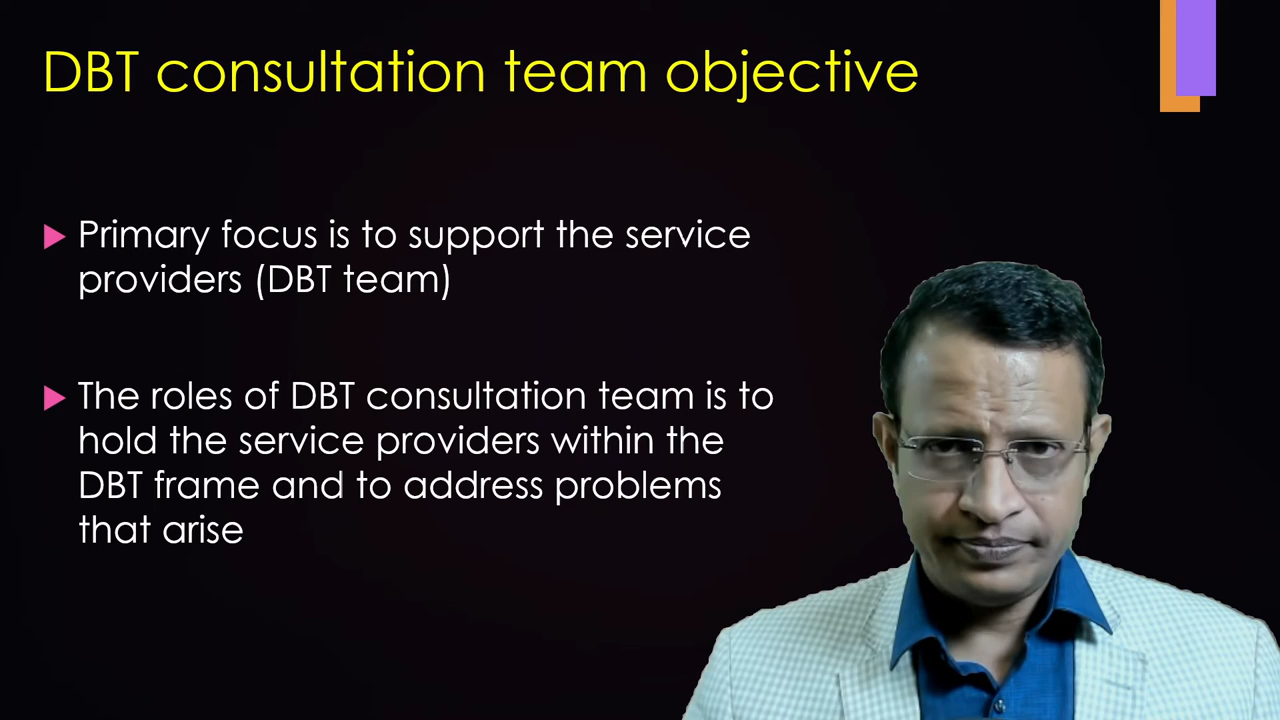 DBT consultation team objective
Primary focus is to support the service
providers (DBT team)
The roles of DBT consultation team is to
hold the service providers within the
DBT frame and to address problems
that arise